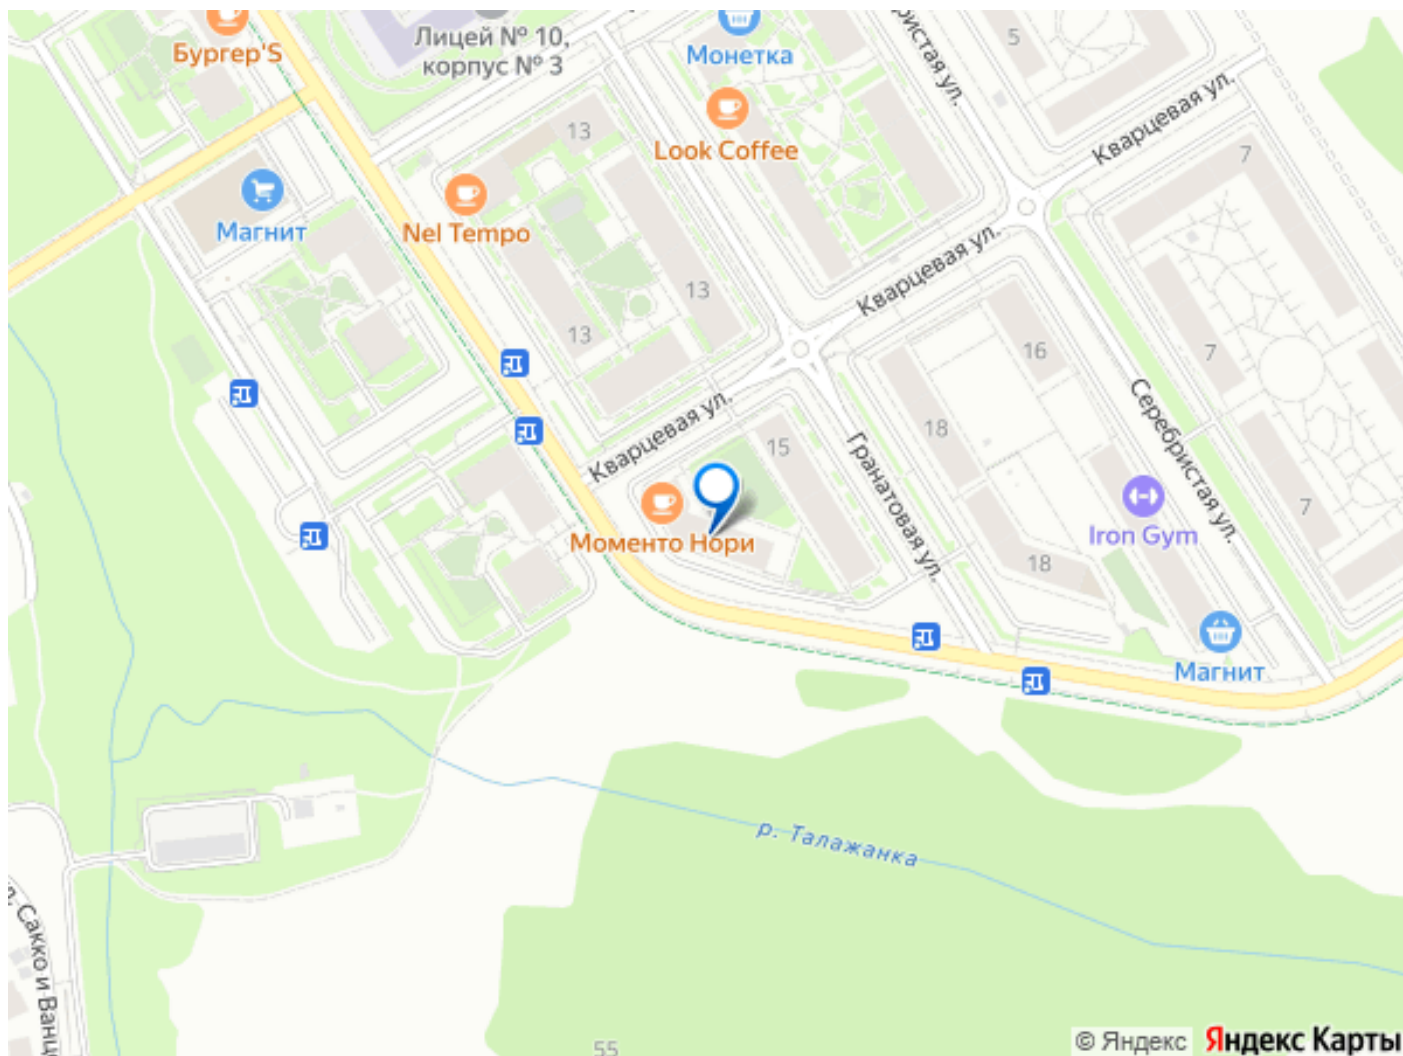 Бургер'S
Лицей № 10,
корпус № 3
Монетка
5
Кварцевая ул.
13
Look Coffee
7
Магнит
Nel Tempo
Кварцевая ул.
13
13
16
7
Кварцевая ул.
18
15
Гранатовая ул.
Серебристая ул.
7
Моменто Нори
Iron Gym
18
Магнит
р. Талажанка
55
© Яндекс
Яндекс Карты